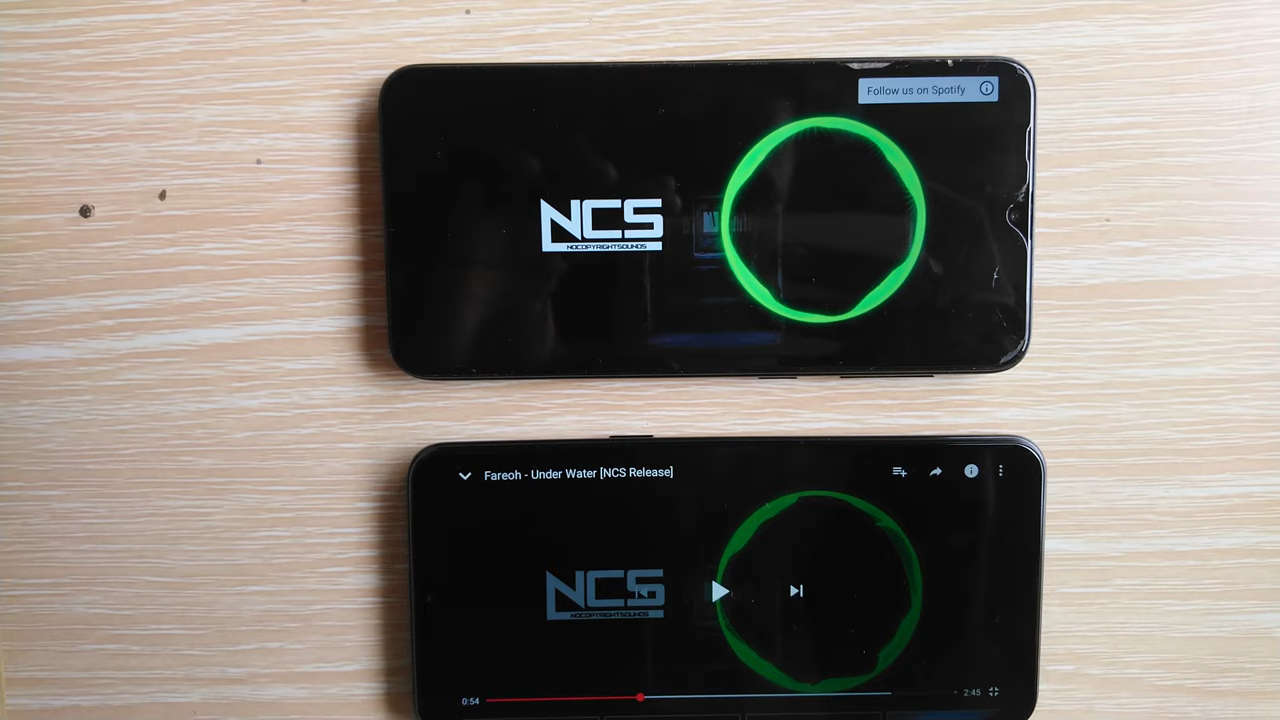 Follow us on Spotify
NCS
NOCOPYRIGHTSOUNDS
Fareoh - Under Water [NCS Release]
NCS
NOCOPYRIGHTSOUNDS
0:54
2:45